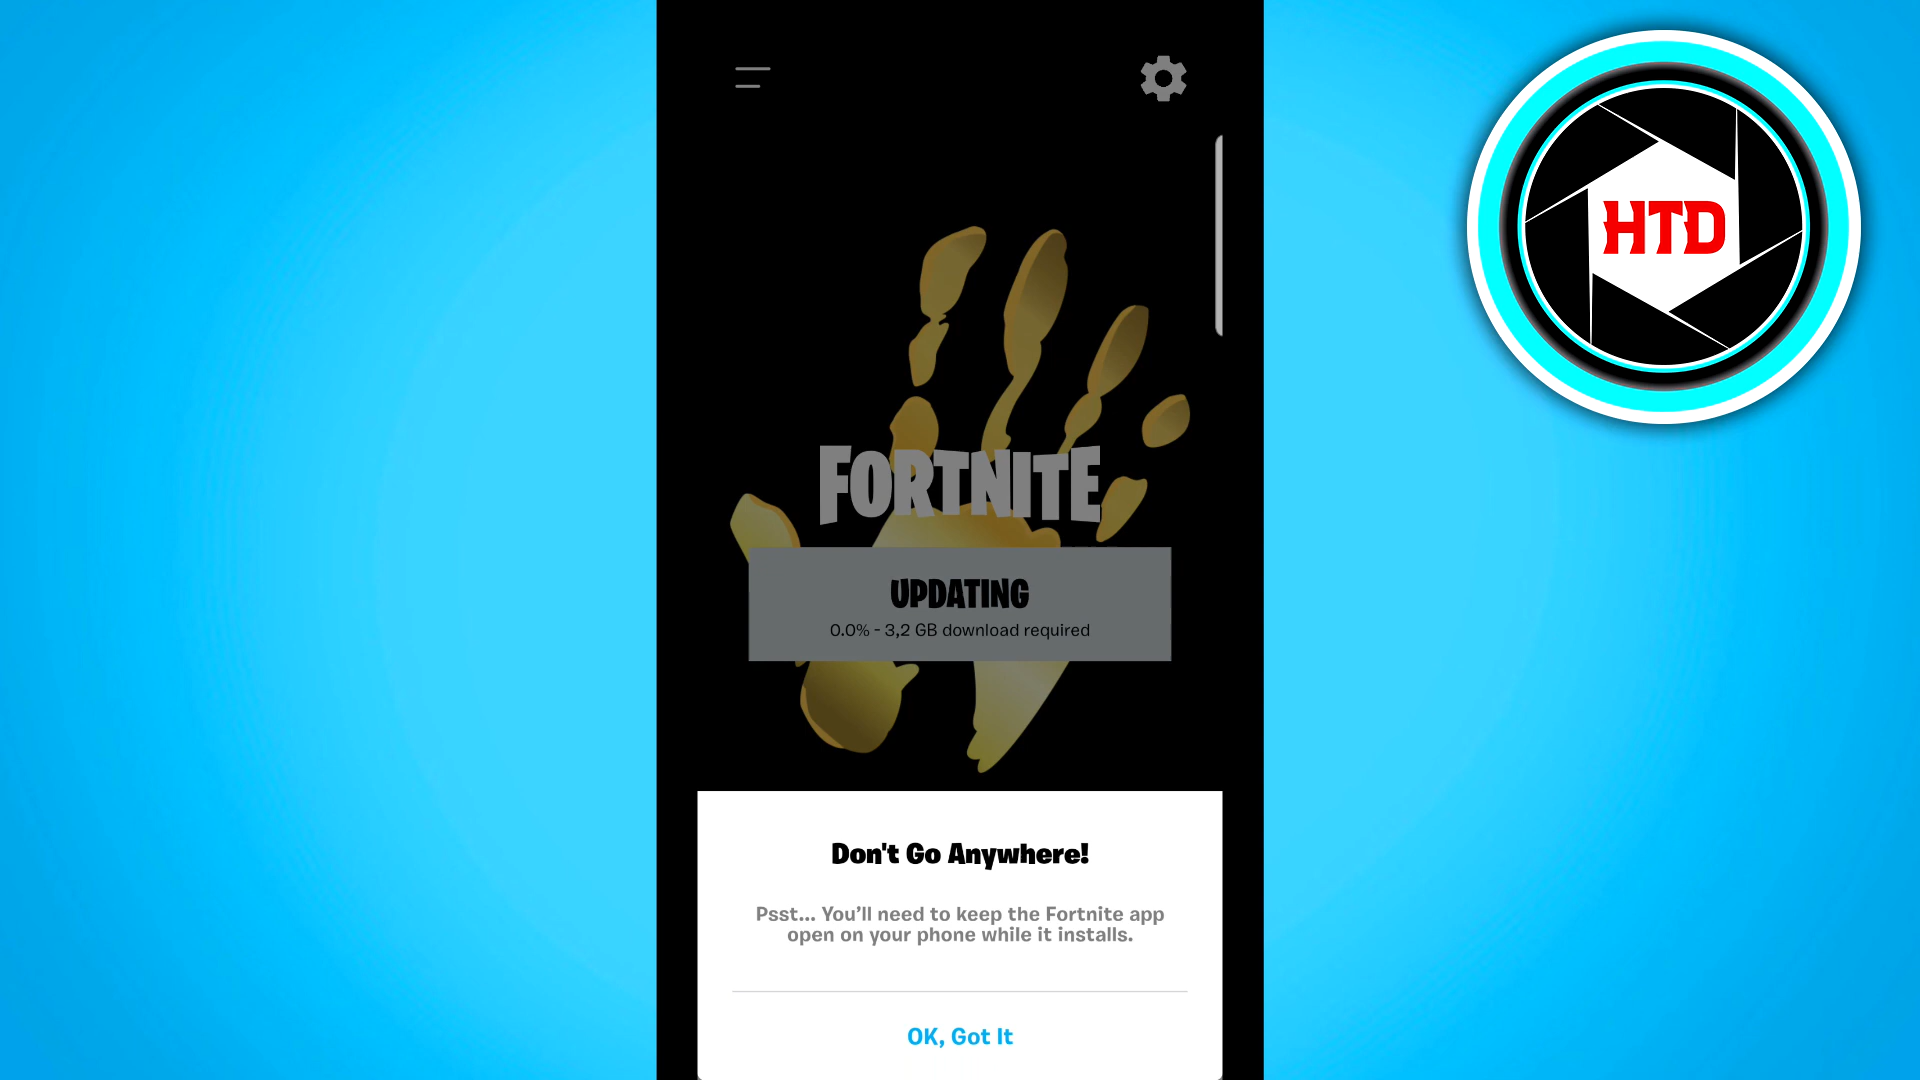 HTD
FORTNITE
UPDATING
0.0% - 3,2 GB download required
Don't Go Anywhere!
Psst... You’ll need to keep the Fortnite app
open on your phone while it installs.
OK, Got It